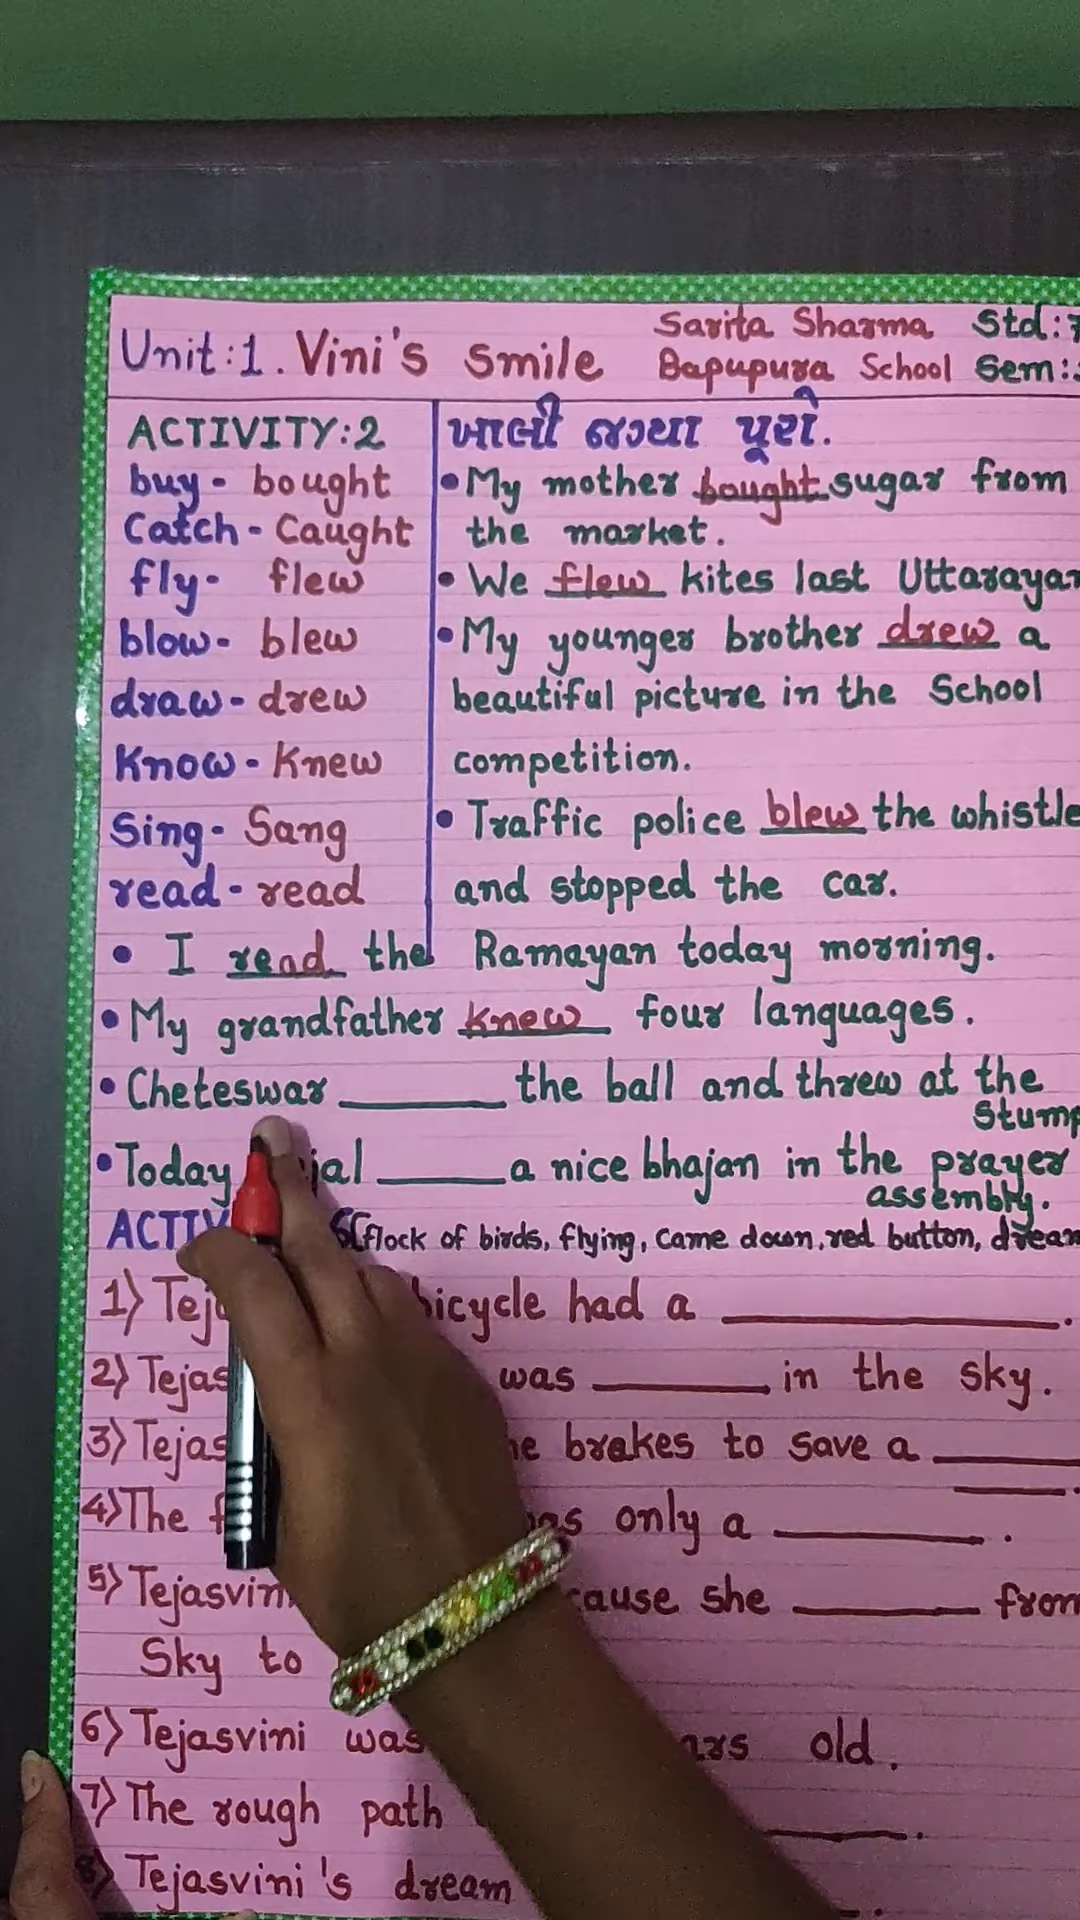 Unit:1. Vini's Smile
Sarita Sharma Std:7
Bapupura School Sem:
ACTIVITY:2
buy - bought
Catch - Caught
fly- flew
blow- blew
draw - drew
Know - Knew
Sing - Sang
read - read
ખાલી જગ્યા પૂરો.
• My mother bought sugar from
the market.
• We flew kites last Uttarayan
• My younger brother drew a
beautiful picture in the School
competition.
• Traffic police blew the whistle
and stopped the car.
• I read the Ramayan today morning.
• My grandfather knew four languages.
• Cheteswar ______ the ball and threw at the
stump
• Today ______ a nice bhajan in the prayer
assembly.
(flock of birds, flying, came down, red button, dream
1) bicycle had a ______.
2) was ______ in the sky.
3) brakes to save a ______
______.
4) The only a ______.
5) she ______ from
Sky to
6) Tejasvini was old.
7) The rough path ______.
8) Tejasvini's dream